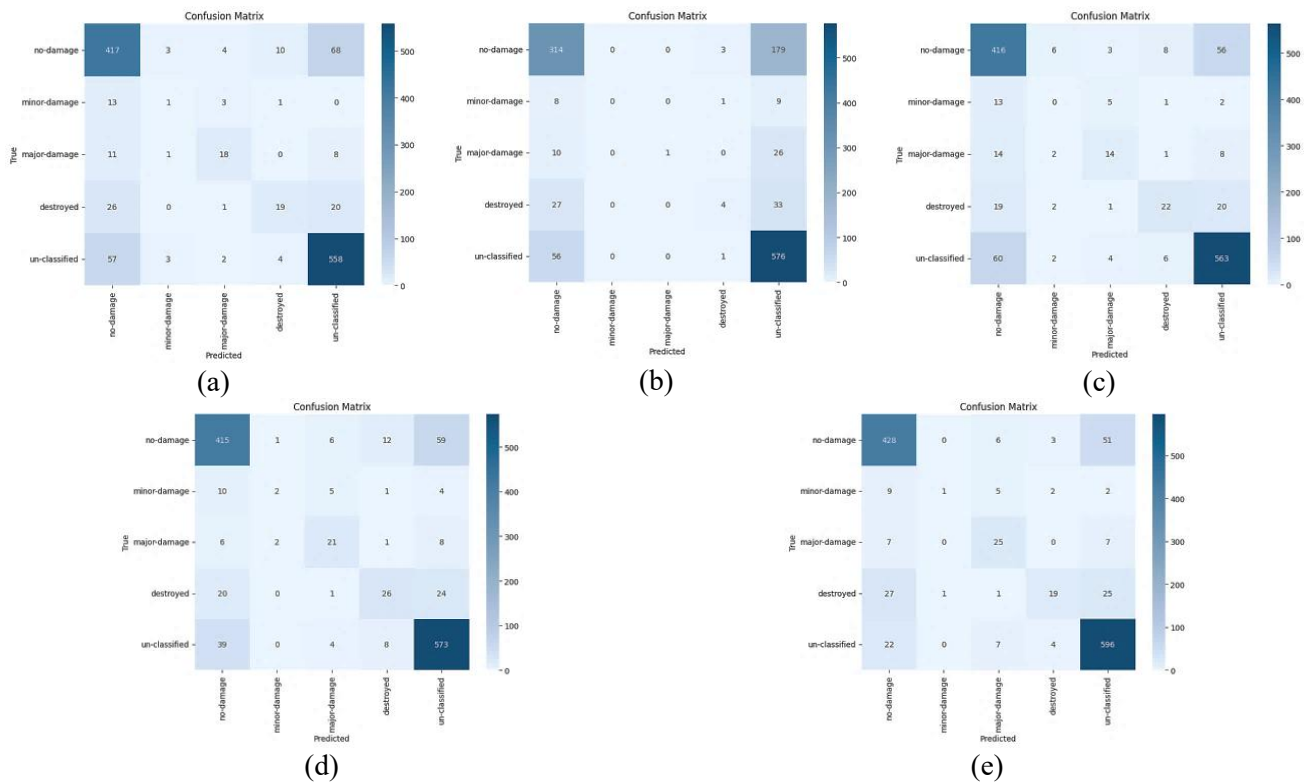 Confusion Matrix
no-damage 417 3 4 10 68
minor-damage 13 1 3 1 0
major-damage 11 1 18 0 8
destroyed 26 0 1 19 20
un-classified 57 3 2 4 558
True
no-damage minor-damage major-damage destroyed un-classified
Predicted
500
400
300
200
100
0
(a)
Confusion Matrix
no-damage 314 0 0 3 179
minor-damage 8 0 0 1 9
major-damage 10 0 1 0 26
destroyed 27 0 0 4 33
un-classified 56 0 0 1 576
True
no-damage minor-damage major-damage destroyed un-classified
Predicted
500
400
300
200
100
0
(b)
Confusion Matrix
no-damage 416 6 3 8 56
minor-damage 13 0 5 1 2
major-damage 14 2 14 1 8
destroyed 19 2 1 22 20
un-classified 60 2 4 6 563
True
no-damage minor-damage major-damage destroyed un-classified
Predicted
500
400
300
200
100
0
(c)
Confusion Matrix
no-damage 415 1 6 12 59
minor-damage 10 2 5 1 4
major-damage 6 2 21 1 8
destroyed 20 0 1 26 24
un-classified 39 0 4 8 573
True
no-damage minor-damage major-damage destroyed un-classified
Predicted
500
400
300
200
100
0
(d)
Confusion Matrix
no-damage 428 0 6 3 51
minor-damage 9 1 5 2 2
major-damage 7 0 25 0 7
destroyed 27 1 1 19 25
un-classified 22 0 7 4 596
True
no-damage minor-damage major-damage destroyed un-classified
Predicted
500
400
300
200
100
0
(e)